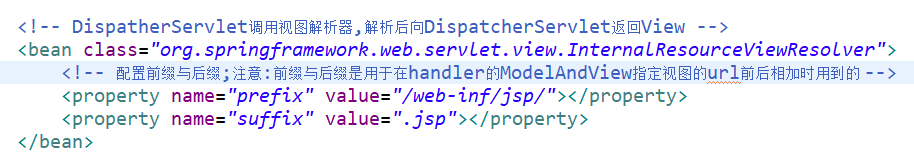 <!-- DispatherServlet调用视图解析器,解析后向DispatcherServlet返回View -->
<bean class="org.springframework.web.servlet.view.InternalResourceViewResolver">
<!-- 配置前缀与后缀;注意:前缀与后缀是用于在handler的ModelAndView指定视图的url前后相加时用到的 -->
<property name="prefix" value="/web-inf/jsp/"></property>
<property name="suffix" value=".jsp"></property>
</bean>